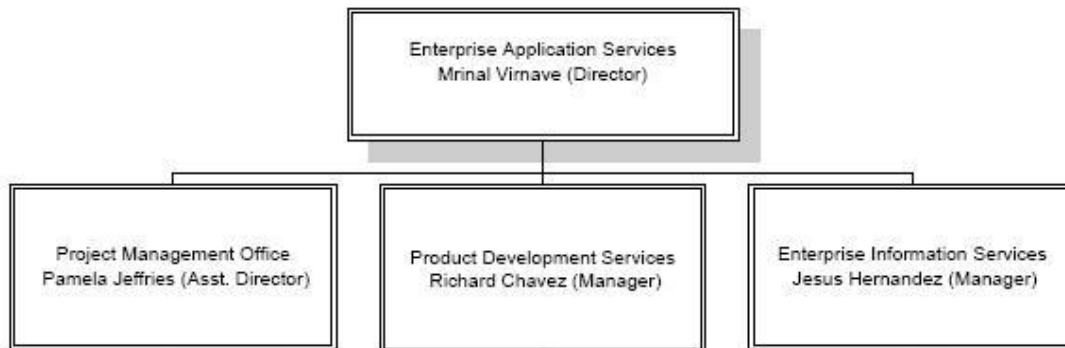 Enterprise Application Services
Mrinal Virnave (Director)
Project Management Office
Pamela Jeffries (Asst. Director)
Product Development Services
Richard Chavez (Manager)
Enterprise Information Services
Jesus Hernandez (Manager)